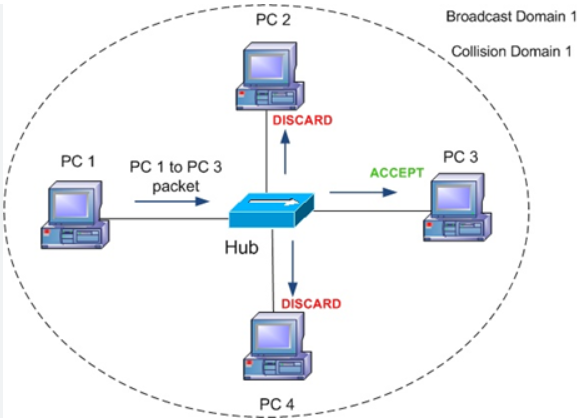 PC 2
Broadcast Domain 1
Collision Domain 1
DISCARD
PC 1
PC 1 to PC 3
packet
ACCEPT
PC 3
Hub
DISCARD
PC 4